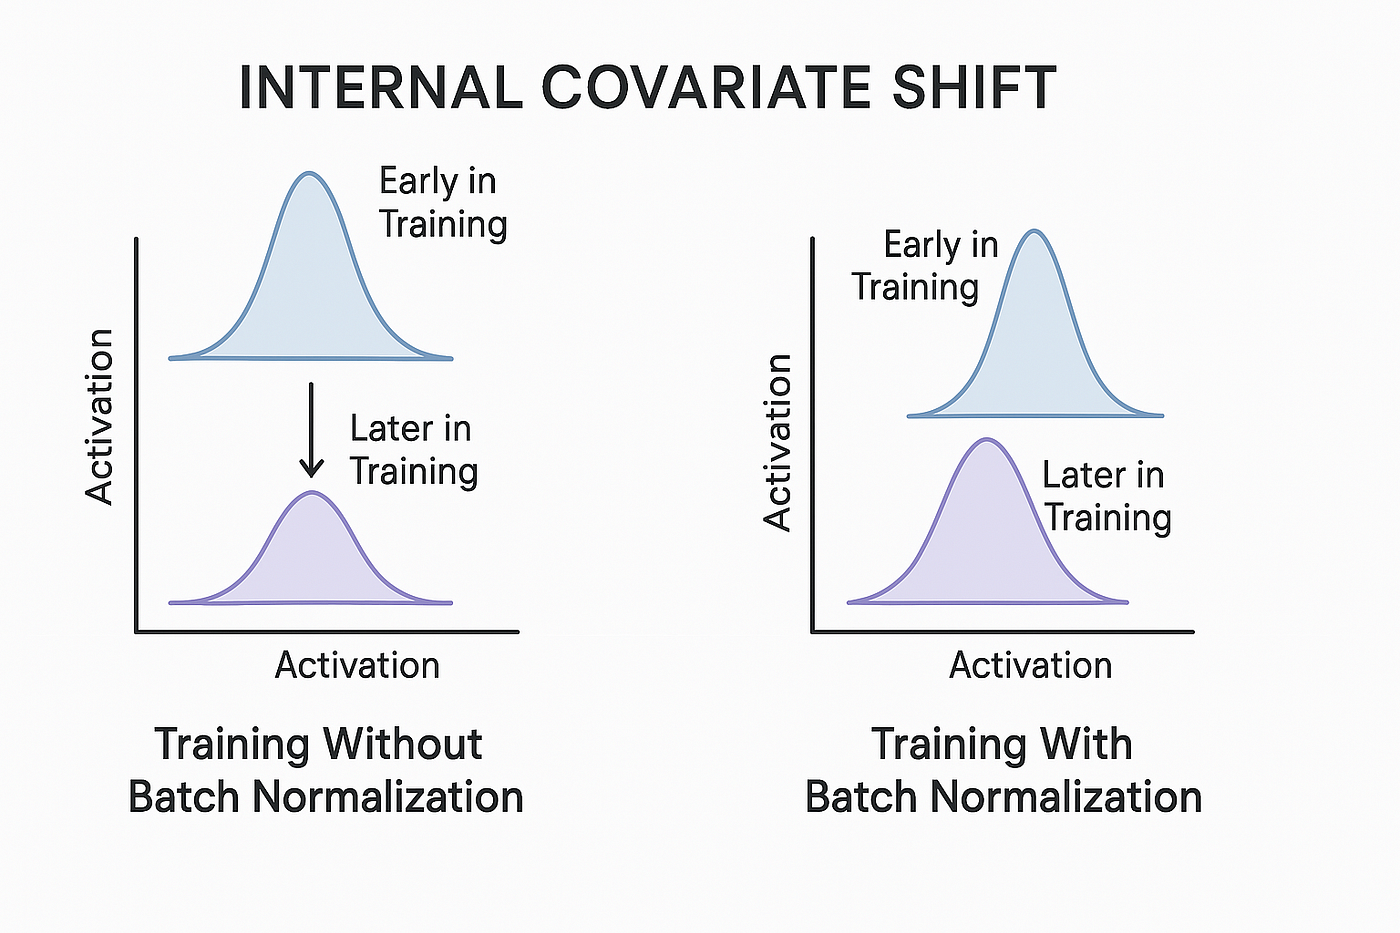 INTERNAL COVARIATE SHIFT
Early in
Training
Activation
Later in
Training
Activation
Training Without
Batch Normalization
Early in
Training
Activation
Later in
Training
Activation
Training With
Batch Normalization